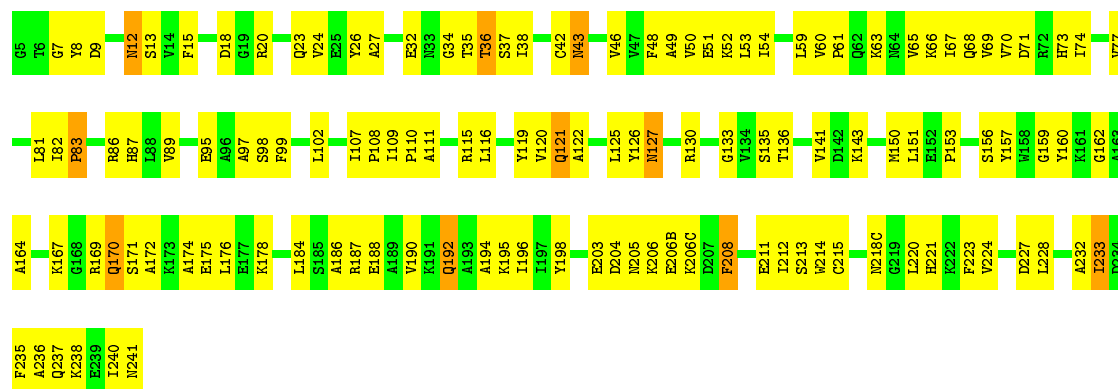 G5 T6 G7 Y8 D9 N12 S13 V14 F15 D18 G19 R20 Q23 V24 E25 Y26 A27 E32 N33 G34 T35 T36 S37 I38 C42 N43 V46 V47 F48 A49 V50 E51 K52 L53 I54 L59 V60 P61 Q62 K63 N64 V65 K66 I67 Q68 V69 V70 D71 R72 H73 I74
L81 I82 P83 R86 H87 L88 V89 E95 A96 A97 S98 F99 L102 I107 P108 I109 P110 A111 R115 L116 Y119 V120 Q121 A122 L125 Y126 N127 R130 G133 V134 S135 T136 V141 D142 K143 M150 L151 E152 P153 S156 Y157 W158 G159 Y160 K161 G162 A163
A164 K167 G168 R169 Q170 S171 A172 K173 A174 E175 L176 E177 K178 L184 S185 A186 R187 E188 A189 V190 K191 Q192 A193 A194 K195 I196 I197 Y198 E203 D204 N205 K206 E206B K206C D207 F208 E211 I212 S213 W214 C215 N218C G219 L220 H221 K222 F223 V224 D227 L228 A232 I233
F235 A236 Q237 K238 E239 I240 N241